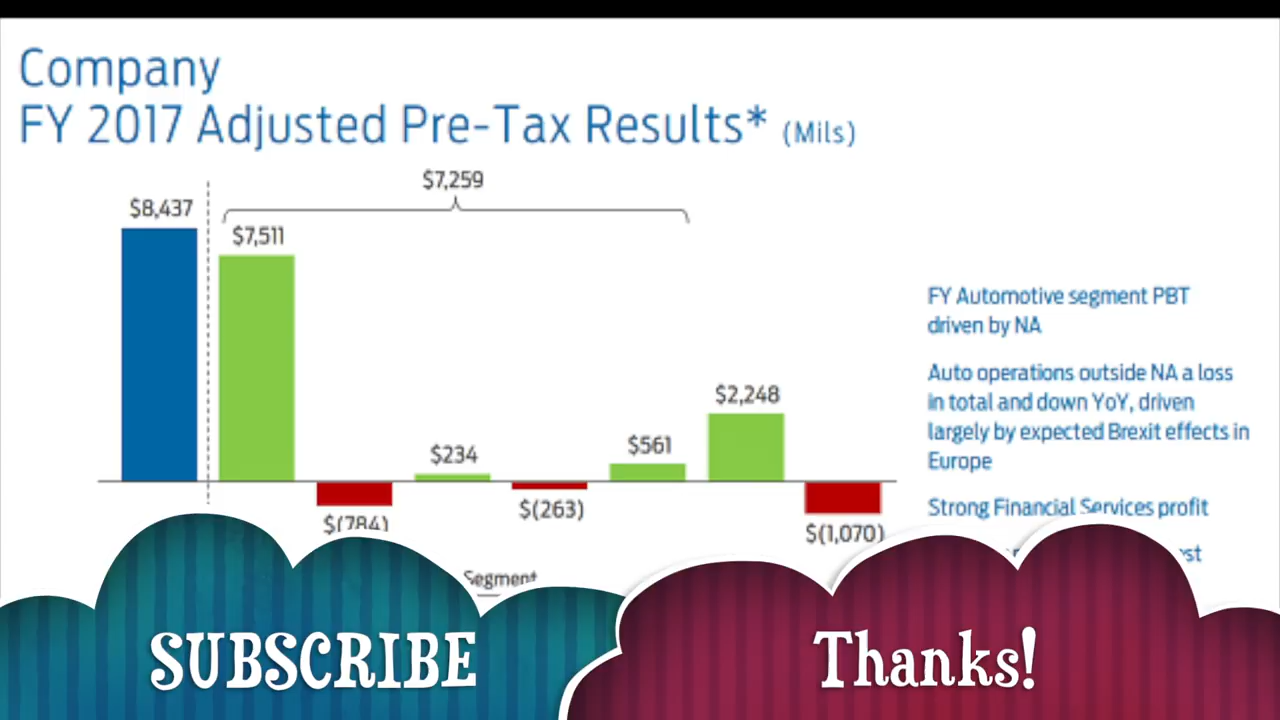 Company
FY 2017 Adjusted Pre-Tax Results* (Mils)
$7,259
$8,437
$7,511
$2,248
$561
$234
$(263)
$(784)
$(1,070)
Segment
FY Automotive segment PBT
driven by NA
Auto operations outside NA a loss
in total and down YoY, driven
largely by expected Brexit effects in
Europe
Strong Financial Services profit
SUBSCRIBE
Thanks!